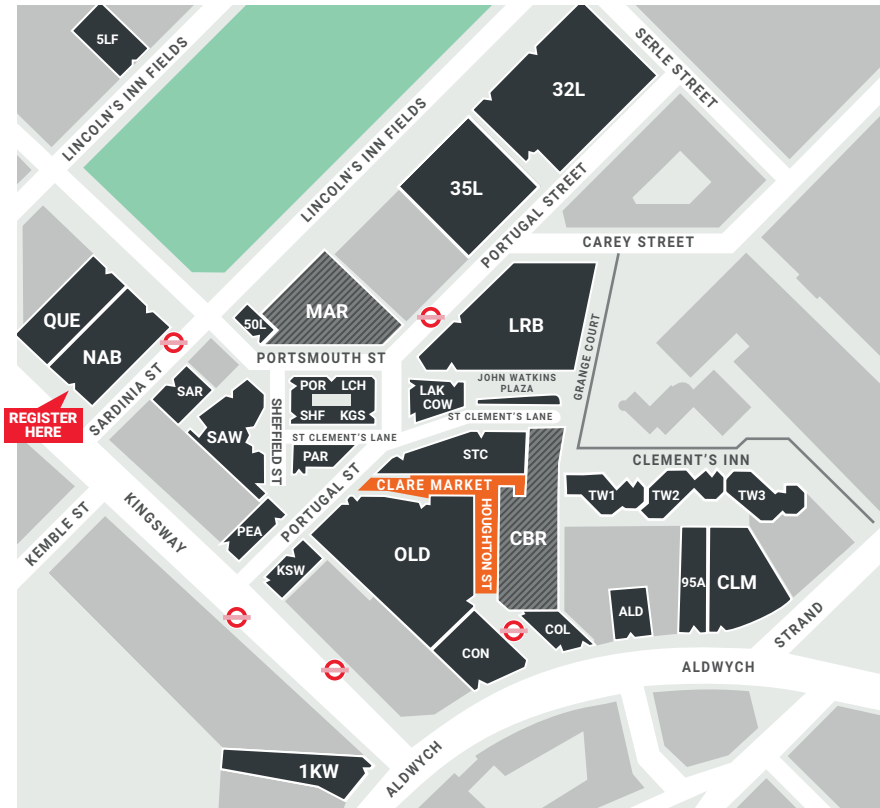 5LF
LINCOLN'S INN FIELDS
SERLE STREET
32L
LINCOLN'S INN FIELDS
35L
PORTUGAL STREET
CAREY STREET
QUE
NAB
50L
MAR
LRB
GRANGE COURT
PORTSMOUTH ST
SARDINIA ST
REGISTER
HERE
SAR
SAW
SHEFFIELD ST
POR LCH
SHF KGS
LAK
COW
JOHN WATKINS
PLAZA
ST CLEMENT'S LANE
ST CLEMENT'S LANE
PAR
STC
CLEMENT'S INN
CLARE MARKET
HOUGHTON ST
TW1
TW2
TW3
KEMBLE ST
KINGSWAY
PEA
PORTUGAL ST
KSW
OLD
CBR
95A
CLM
ALD
COL
CON
STRAND
ALDWYCH
1KW
ALDWYCH